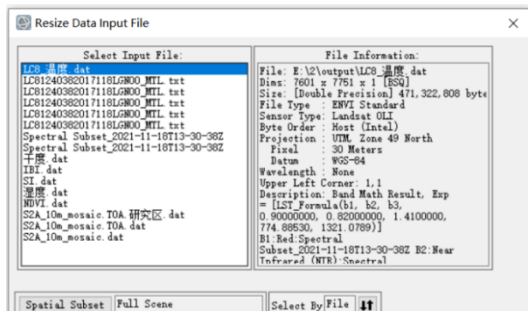 Resize Data Input File
Select Input File:
LC8_温度.dat
LC81240382017118LGN00_MTL.txt
LC81240382017118LGN00_MTL.txt
LC81240382017118LGN00_MTL.txt
LC81240382017118LGN00_MTL.txt
LC81240382017118LGN00_MTL.txt
Spectral Subset_2021-11-18T13-30-38Z
Spectral Subset_2021-11-18T13-30-38Z
干度.dat
IBI.dat
SI.dat
湿度.dat
NDVI.dat
S2A_10m_mosaic.TOA.研究区.dat
S2A_10m_mosaic.TOA.dat
S2A_10m_mosaic.dat
File Information:
File: E:\2\output\LC8_温度.dat
Dims: 7601 x 7751 x 1 [BSQ]
Size: [Double Precision] 471,322,808 byte
File Type : ENVI Standard
Sensor Type: Landsat OLI
Byte Order : Host (Intel)
Projection : UTM, Zone 49 North
Pixel : 30 Meters
Datum : WGS-84
Wavelength : None
Upper Left Corner: 1,1
Description: Band Math Result, Exp
= [LST_Formula(b1, b2, b3,
0.90000000, 0.82000000, 1.4100000,
774.88530, 1321.0789)]
B1:Red:Spectral
Subset_2021-11-18T13-30-38Z B2:Near
Infrared (NIR):Spectral
Spatial Subset
Full Scene
Select By File